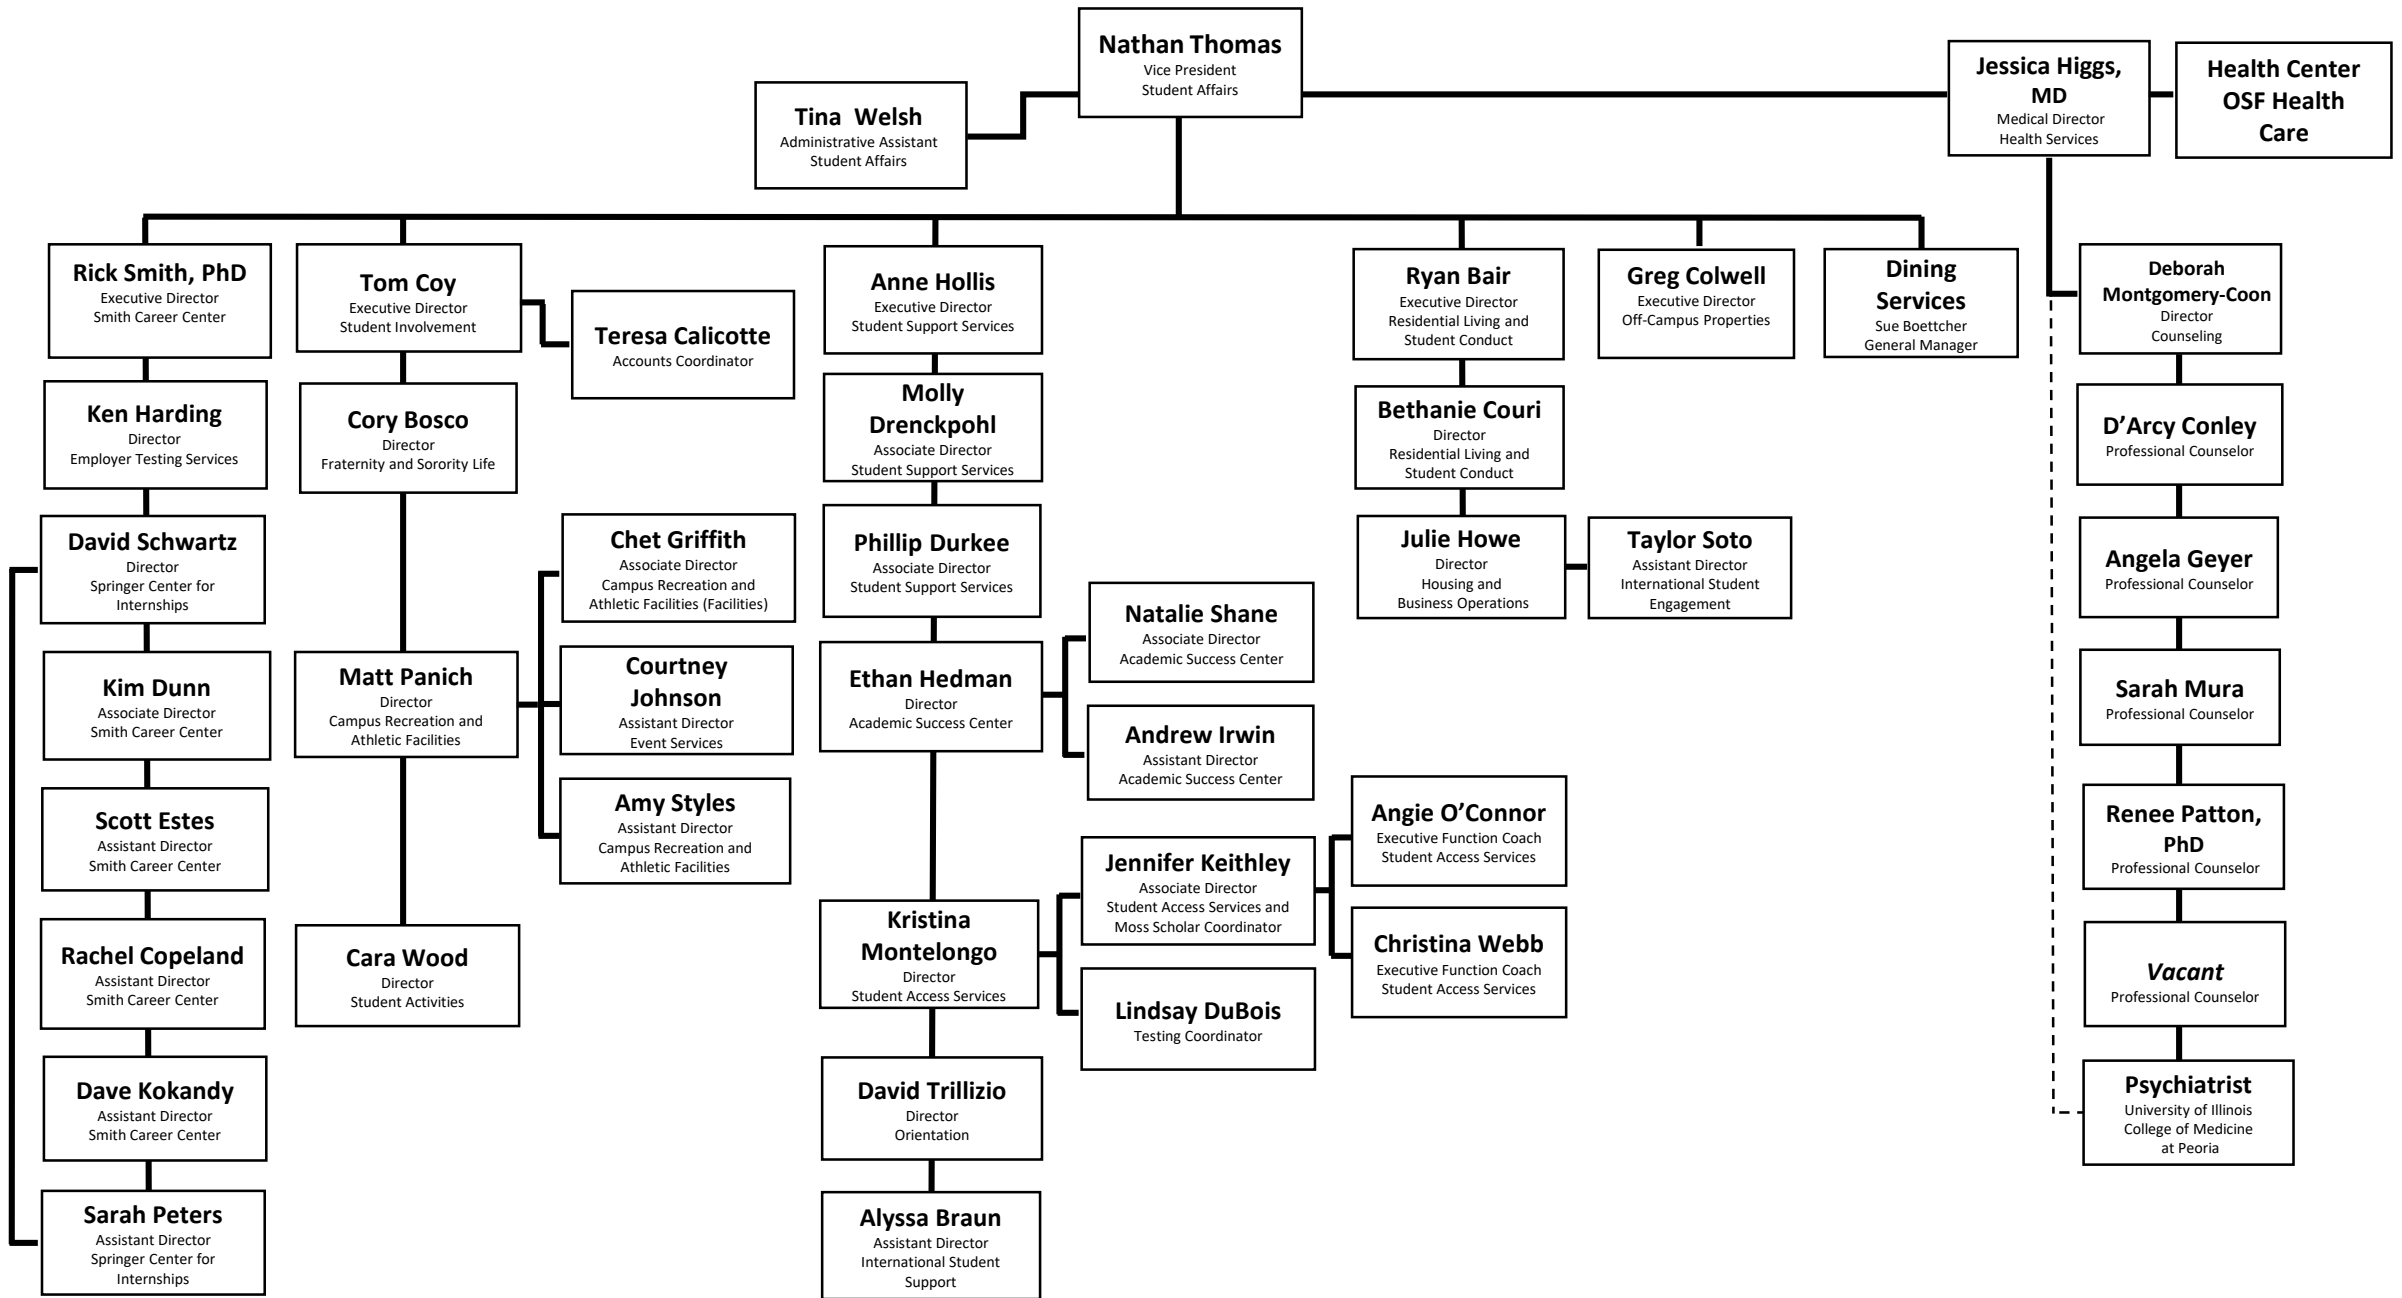 Nathan Thomas
Vice President
Student Affairs
Tina  Welsh
Administrative Assistant
Student Affairs
Jessica Higgs,
MD
Medical Director
Health Services
Health Center
OSF Health
Care
Rick Smith, PhD
Executive Director
Smith Career Center
Ken Harding
Director
Employer Testing Services
David Schwartz
Director
Springer Center for
Internships
Kim Dunn
Associate Director
Smith Career Center
Scott Estes
Assistant Director
Smith Career Center
Rachel Copeland
Assistant Director
Smith Career Center
Dave Kokandy
Assistant Director
Smith Career Center
Sarah Peters
Assistant Director
Springer Center for
Internships
Tom Coy
Executive Director
Student Involvement
Teresa Calicotte
Accounts Coordinator
Cory Bosco
Director
Fraternity and Sorority Life
Matt Panich
Director
Campus Recreation and
Athletic Facilities
Chet Griffith
Associate Director
Campus Recreation and
Athletic Facilities (Facilities)
Courtney
Johnson
Assistant Director
Event Services
Amy Styles
Assistant Director
Campus Recreation and
Athletic Facilities
Cara Wood
Director
Student Activities
Anne Hollis
Executive Director
Student Support Services
Molly
Drenckpohl
Associate Director
Student Support Services
Phillip Durkee
Associate Director
Student Support Services
Ethan Hedman
Director
Academic Success Center
Natalie Shane
Associate Director
Academic Success Center
Andrew Irwin
Assistant Director
Academic Success Center
Kristina
Montelongo
Director
Student Access Services
Jennifer Keithley
Associate Director
Student Access Services and
Moss Scholar Coordinator
Angie O’Connor
Executive Function Coach
Student Access Services
Christina Webb
Executive Function Coach
Student Access Services
Lindsay DuBois
Testing Coordinator
David Trillizio
Director
Orientation
Alyssa Braun
Assistant Director
International Student
Support
Ryan Bair
Executive Director
Residential Living and
Student Conduct
Bethanie Couri
Director
Residential Living and
Student Conduct
Julie Howe
Director
Housing and
Business Operations
Taylor Soto
Assistant Director
International Student
Engagement
Greg Colwell
Executive Director
Off-Campus Properties
Dining
Services
Sue Boettcher
General Manager
Deborah
Montgomery-Coon
Director
Counseling
D’Arcy Conley
Professional Counselor
Angela Geyer
Professional Counselor
Sarah Mura
Professional Counselor
Renee Patton,
PhD
Professional Counselor
Vacant
Professional Counselor
Psychiatrist
University of Illinois
College of Medicine
at Peoria